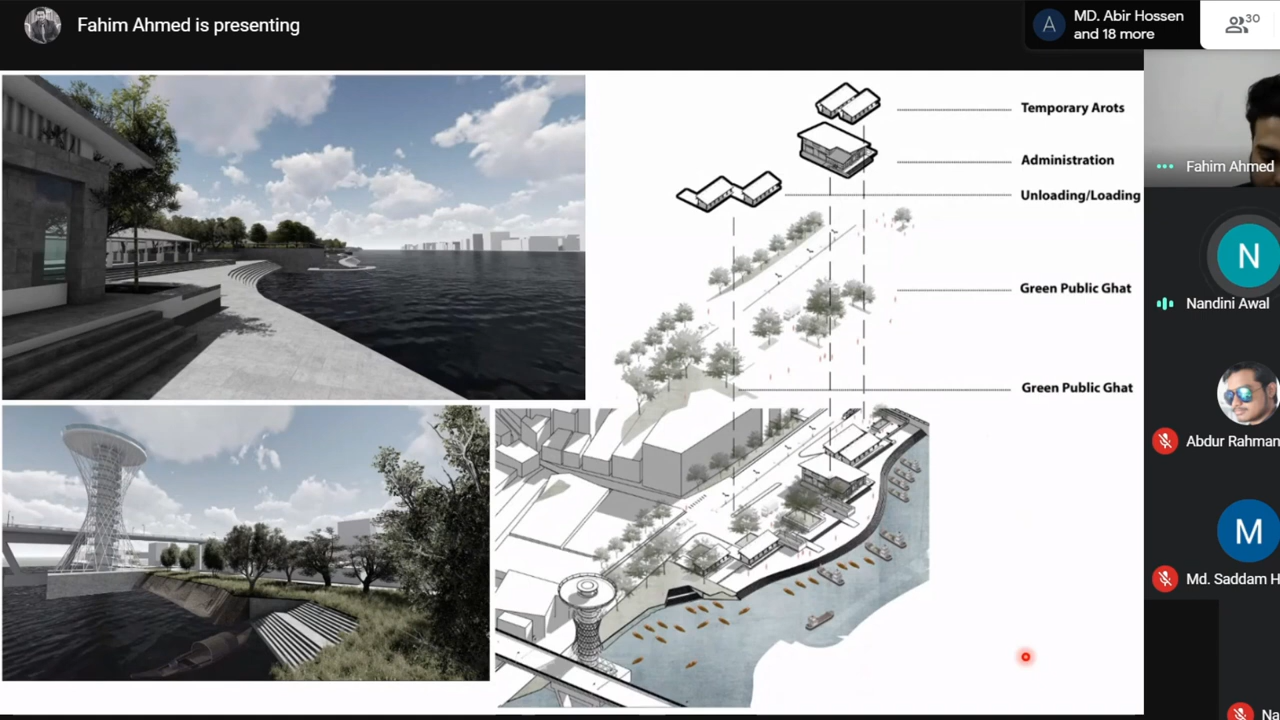 Fahim Ahmed is presenting
A
MD. Abir Hossen
and 18 more
30
Temporary Arots
Administration
Unloading/Loading
Green Public Ghat
Green Public Ghat
Fahim Ahmed
N
Nandini Awal
Abdur Rahman
M
Md. Saddam H
Na